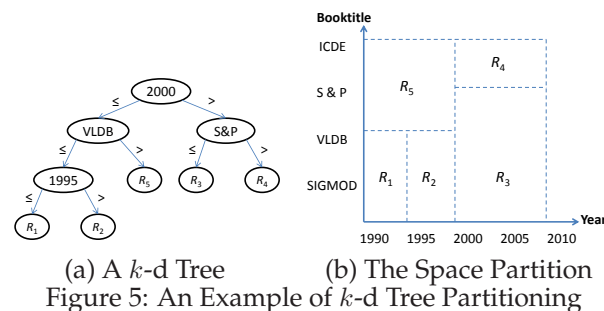 2000
≤ >
VLDB S&P
≤ > ≤ >
1995 R5 R3 R4
≤ >
R1 R2
Booktitle
ICDE
S & P
VLDB
SIGMOD
R4
R5
R1 R2 R3
Year
1990 1995 2000 2005 2010
(a) A k-d Tree (b) The Space Partition
Figure 5: An Example of k-d Tree Partitioning